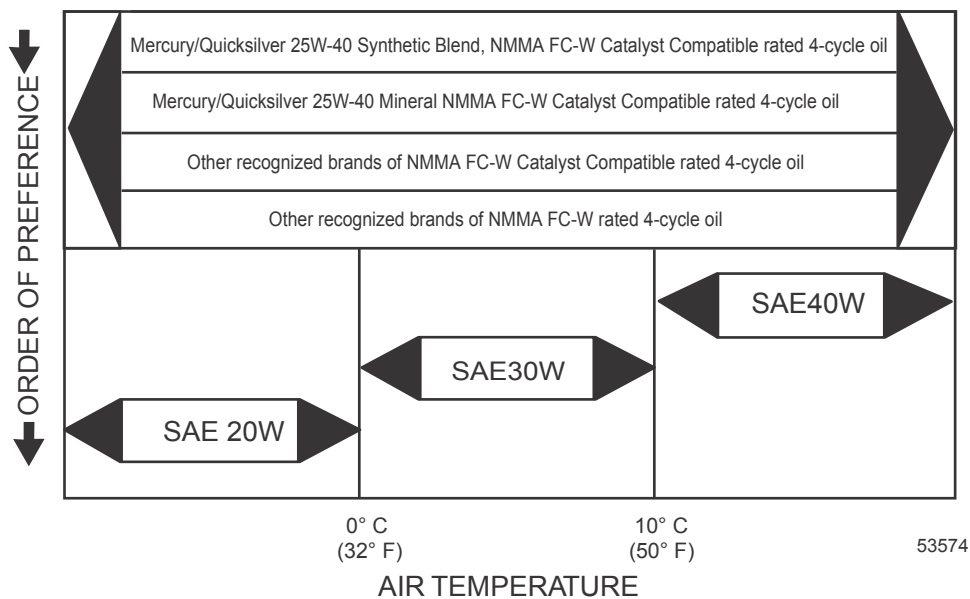 ORDER OF PREFERENCE
Mercury/Quicksilver 25W-40 Synthetic Blend, NMMA FC-W Catalyst Compatible rated 4-cycle oil
Mercury/Quicksilver 25W-40 Mineral NMMA FC-W Catalyst Compatible rated 4-cycle oil
Other recognized brands of NMMA FC-W Catalyst Compatible rated 4-cycle oil
Other recognized brands of NMMA FC-W rated 4-cycle oil
SAE40W
SAE30W
SAE 20W
0° C
(32° F)
10° C
(50° F)
53574
AIR TEMPERATURE